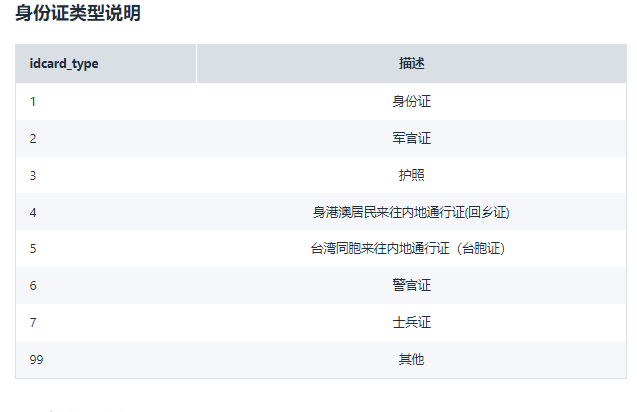 身份证类型说明
idcard_type 描述
1 身份证
2 军官证
3 护照
4 身港澳居民来往内地通行证(回乡证)
5 台湾同胞来往内地通行证（台胞证）
6 警官证
7 士兵证
99 其他